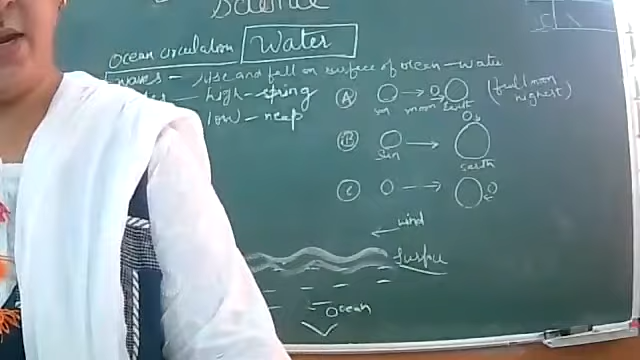 Science
Ocean circulation Water
Waves - rise and fall on surface of ocean - water
high - spring
low - neap
A sun moon Earth (full moon highest)
B Sun earth
C
wind
Surface
Ocean